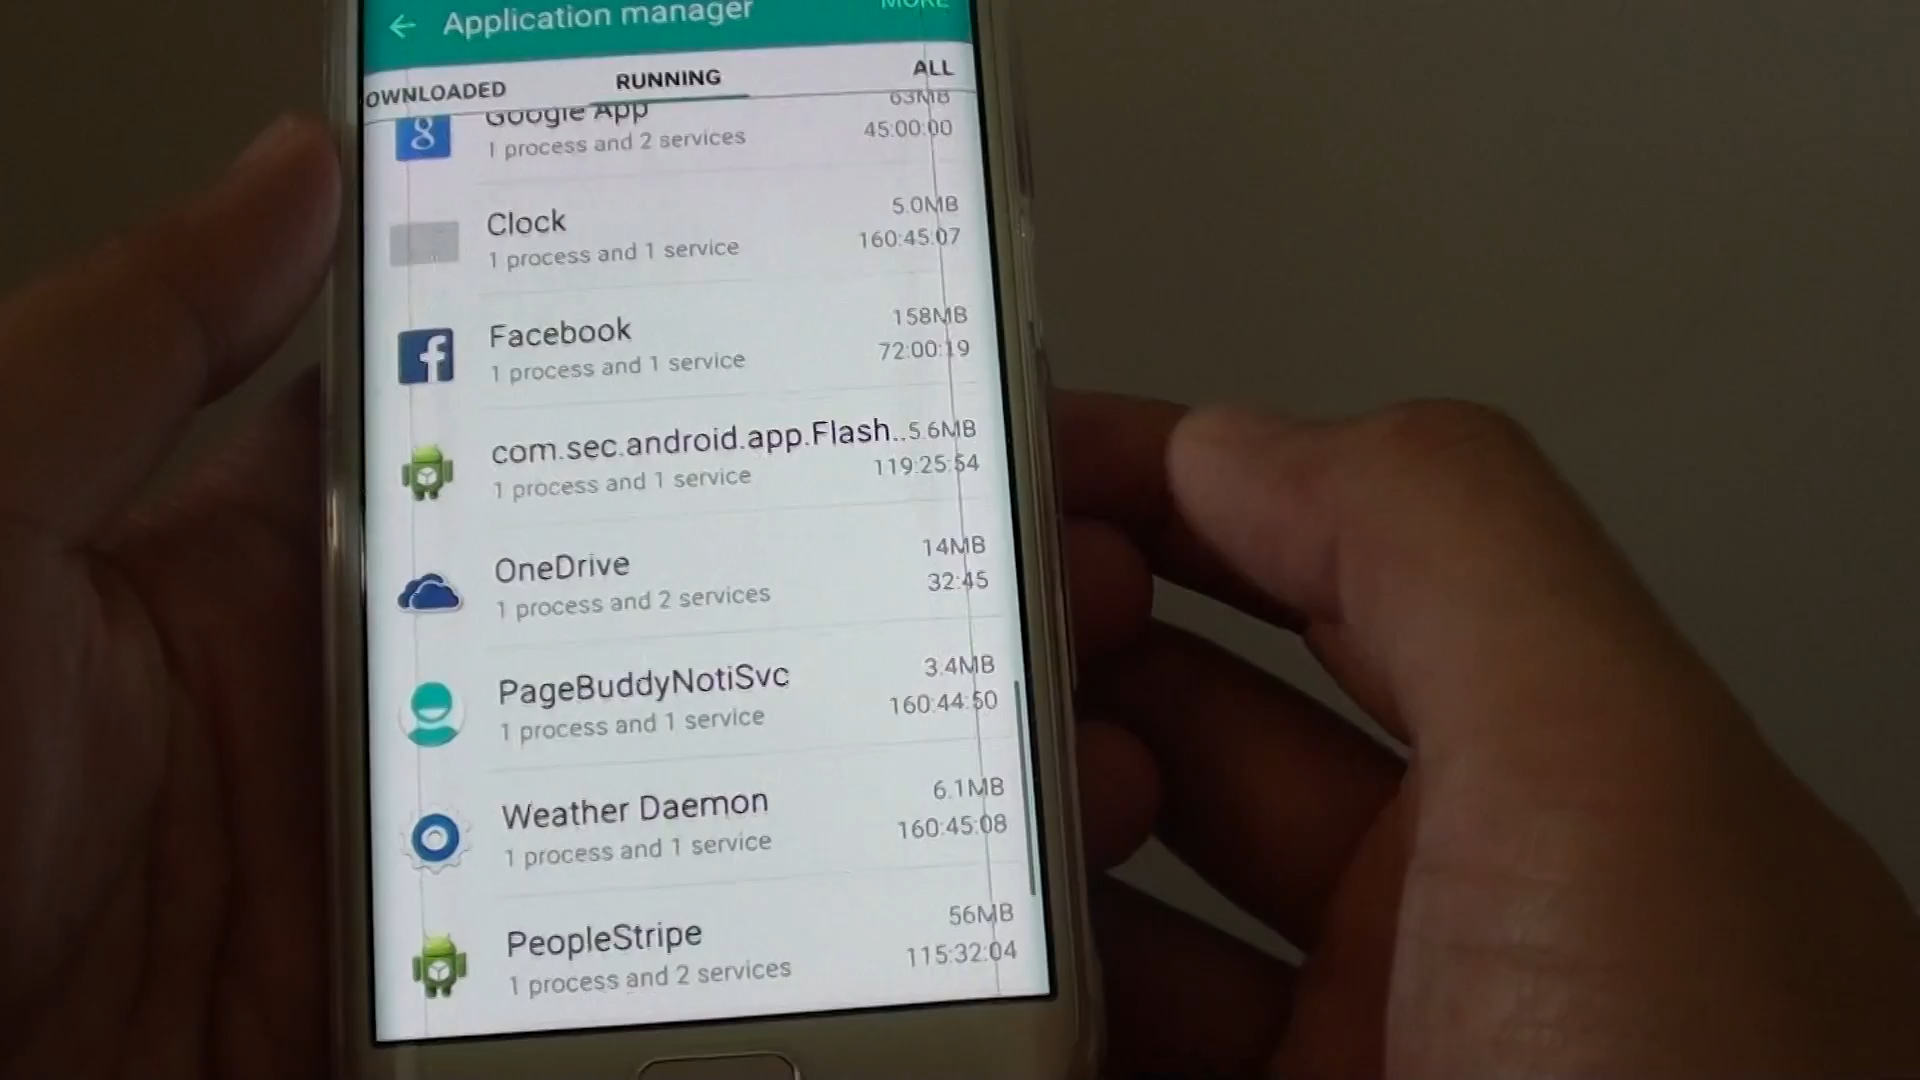 Application manager
MORE
OWNLOADED
RUNNING
ALL
Google App
63MB
1 process and 2 services
45:00:00
Clock
5.0MB
1 process and 1 service
160:45:07
Facebook
158MB
1 process and 1 service
72:00:19
com.sec.android.app.Flash..
5.6MB
1 process and 1 service
119:25:54
OneDrive
14MB
1 process and 2 services
32:45
PageBuddyNotiSvc
3.4MB
1 process and 1 service
160:44:50
Weather Daemon
6.1MB
1 process and 1 service
160:45:08
PeopleStripe
56MB
1 process and 2 services
115:32:04